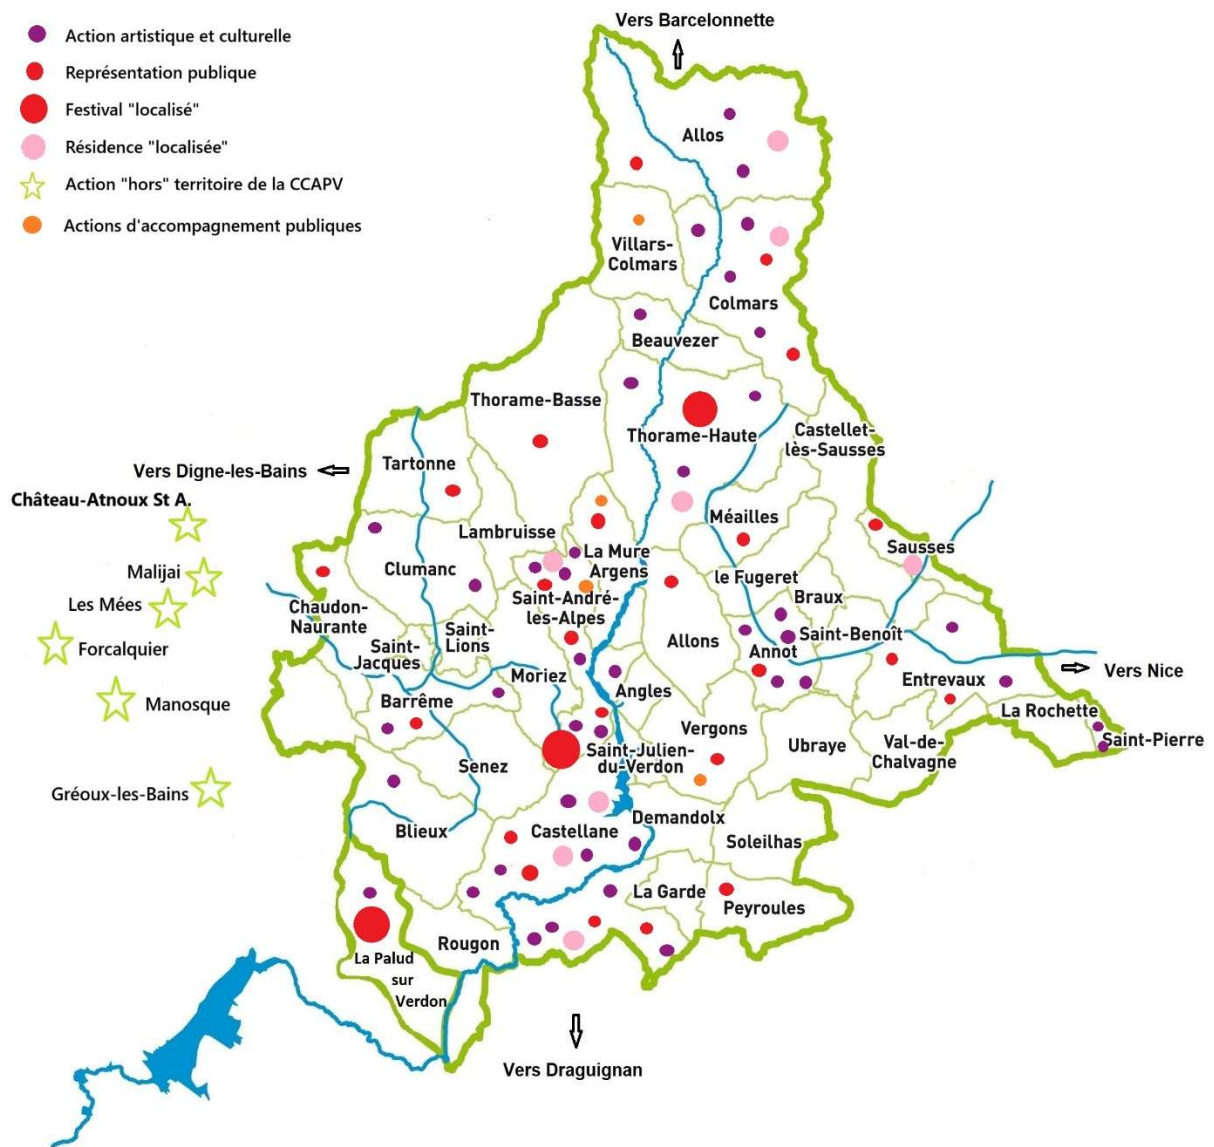 Vers Barcelonnette
Action artistique et culturelle
Représentation publique
Festival "localisé"
Résidence "localisée"
Action "hors" territoire de la CCAPV
Actions d'accompagnement publiques
Allos
Villars-
Colmars
Colmars
Beauvezer
Thorame-Basse
Thorame-Haute
Castellet-
lès-Sausses
Vers Digne-les-Bains
Tartonne
Château-Atnoux St A.
Lambruisse
Méailles
Sausses
La Mure
Argens
Malijai
Clumanc
le Fugeret
Braux
Les Mées
Chaudon-
Naurante
Saint-André-
les-Alpes
Forcalquier
Saint-
Lions
Saint-
Jacques
Allons
Saint-Benoît
Annot
Vers Nice
Moriez
Angles
Entrevaux
Manosque
Barrême
La Rochette
Vergons
Saint-Pierre
Ubraye
Val-de-
Chalvagne
Senez
Saint-Julien-
du-Verdon
Gréoux-les-Bains
Blieux
Castellane
Demandolx
Soleilhas
La Garde
Peyroules
Rougon
La Palud
sur
Verdon
Vers Draguignan